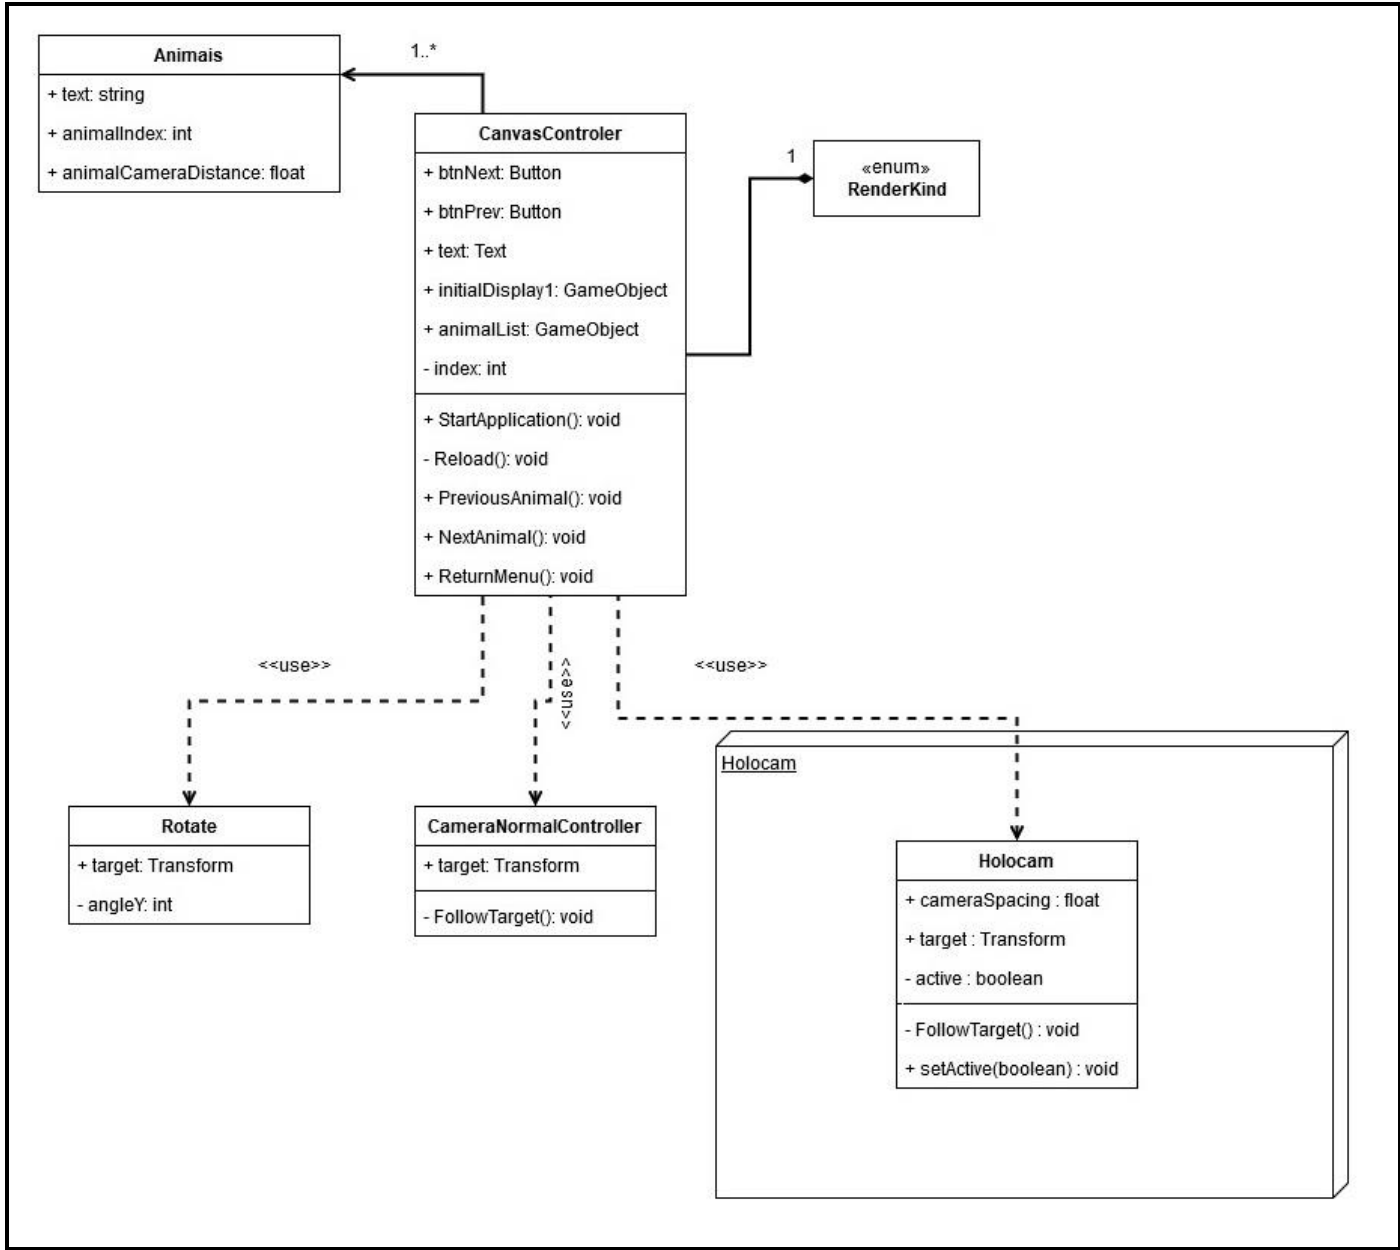 Animais
+ text: string
+ animalIndex: int
+ animalCameraDistance: float
1..*
CanvasControler
+ btnNext: Button
+ btnPrev: Button
+ text: Text
+ initialDisplay1: GameObject
+ animalList: GameObject
- index: int
+ StartApplication(): void
- Reload(): void
+ PreviousAnimal(): void
+ NextAnimal(): void
+ ReturnMenu(): void
1
«enum»
RenderKind
<<use>>
<<use>>
<<use>>
Rotate
+ target: Transform
- angleY: int
CameraNormalController
+ target: Transform
- FollowTarget(): void
Holocam
Holocam
+ cameraSpacing : float
+ target : Transform
- active : boolean
- FollowTarget() : void
+ setActive(boolean) : void